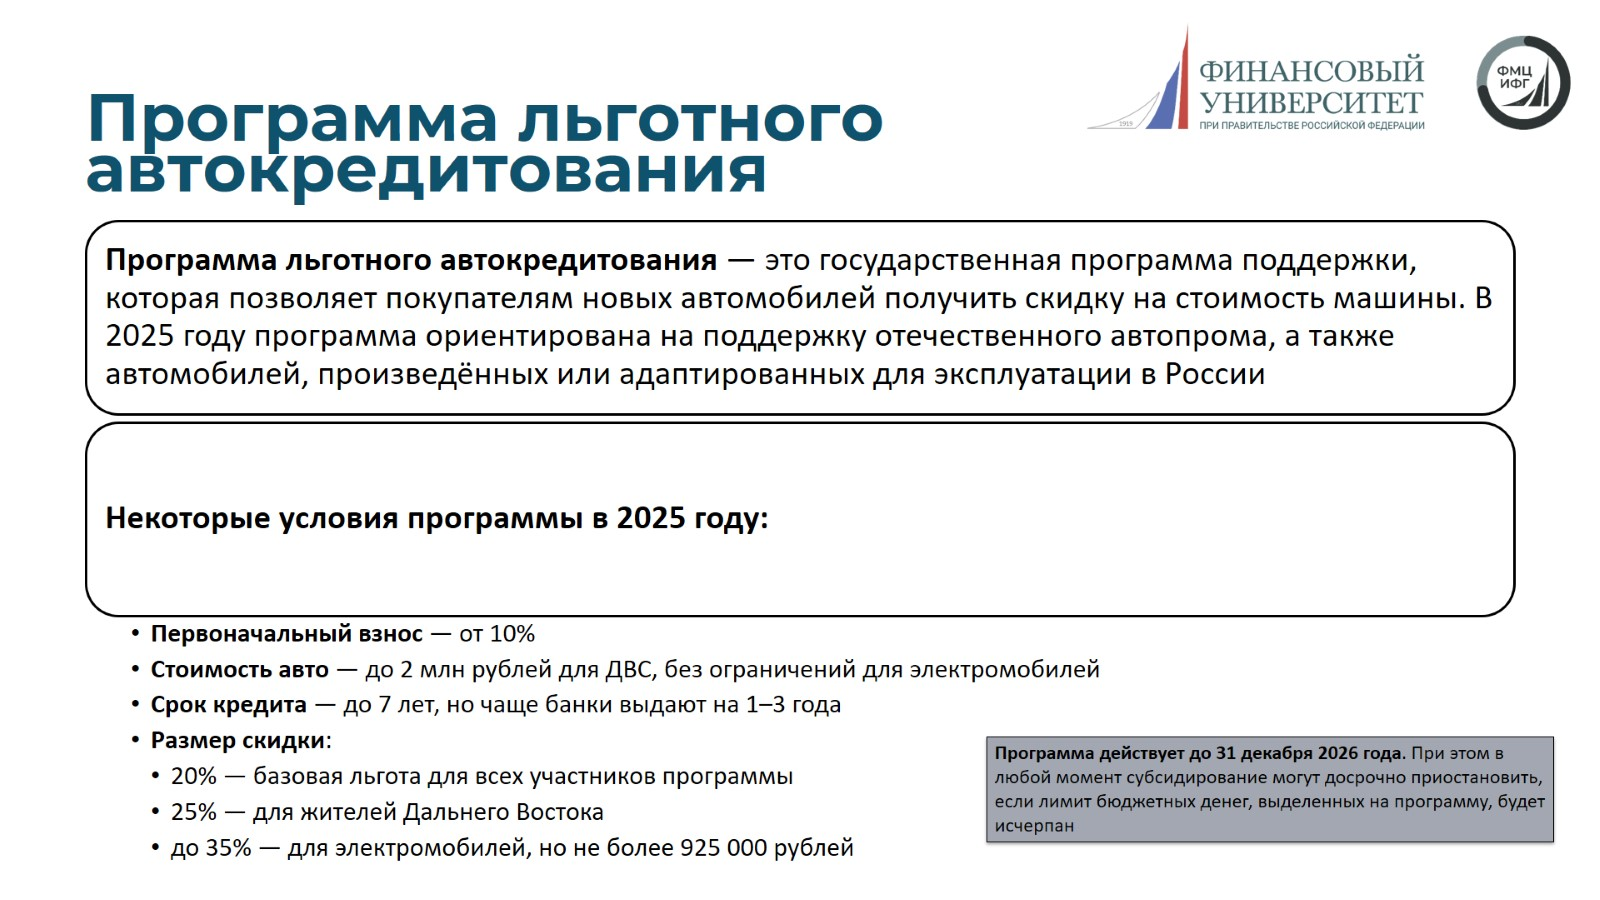 ФИНАНСОВЫЙ
УНИВЕРСИТЕТ
ПРИ ПРАВИТЕЛЬСТВЕ РОССИЙСКОЙ ФЕДЕРАЦИИ
1919
ФМЦ
ИФГ
Программа льготного
автокредитования
Программа льготного автокредитования — это государственная программа поддержки,
которая позволяет покупателям новых автомобилей получить скидку на стоимость машины. В
2025 году программа ориентирована на поддержку отечественного автопрома, а также
автомобилей, произведённых или адаптированных для эксплуатации в России
Некоторые условия программы в 2025 году:
• Первоначальный взнос — от 10%
• Стоимость авто — до 2 млн рублей для ДВС, без ограничений для электромобилей
• Срок кредита — до 7 лет, но чаще банки выдают на 1–3 года
• Размер скидки:
• 20% — базовая льгота для всех участников программы
• 25% — для жителей Дальнего Востока
• до 35% — для электромобилей, но не более 925 000 рублей
Программа действует до 31 декабря 2026 года. При этом в
любой момент субсидирование могут досрочно приостановить,
если лимит бюджетных денег, выделенных на программу, будет
исчерпан